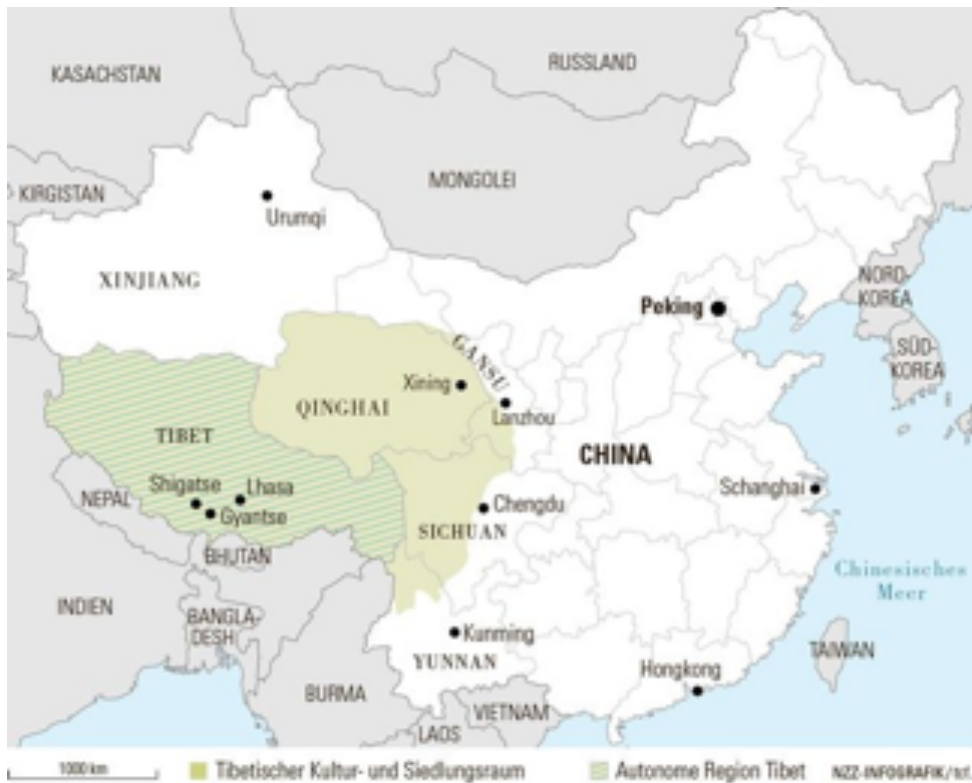 RUSSLAND
KASACHSTAN
MONGOLEI
KIRGISTAN
Urumqi
XINJIANG
NORD-
KOREA
Peking
SÜD-
KOREA
GANSU
Xining
QINGHAI
Lanzhou
TIBET
CHINA
Shigatse
Lhasa
Gyantse
NEPAL
Schanghai
Chengdu
SICHUAN
BHUTAN
Chinesisches
Meer
INDIEN
BANGLA-
DESH
Kunming
YUNNAN
TAIWAN
Hongkong
BURMA
VIETNAM
LAOS
1000 km
Tibetischer Kultur- und Siedlungsraum
Autonome Region Tibet
NZZ-INFOGRAFIK/